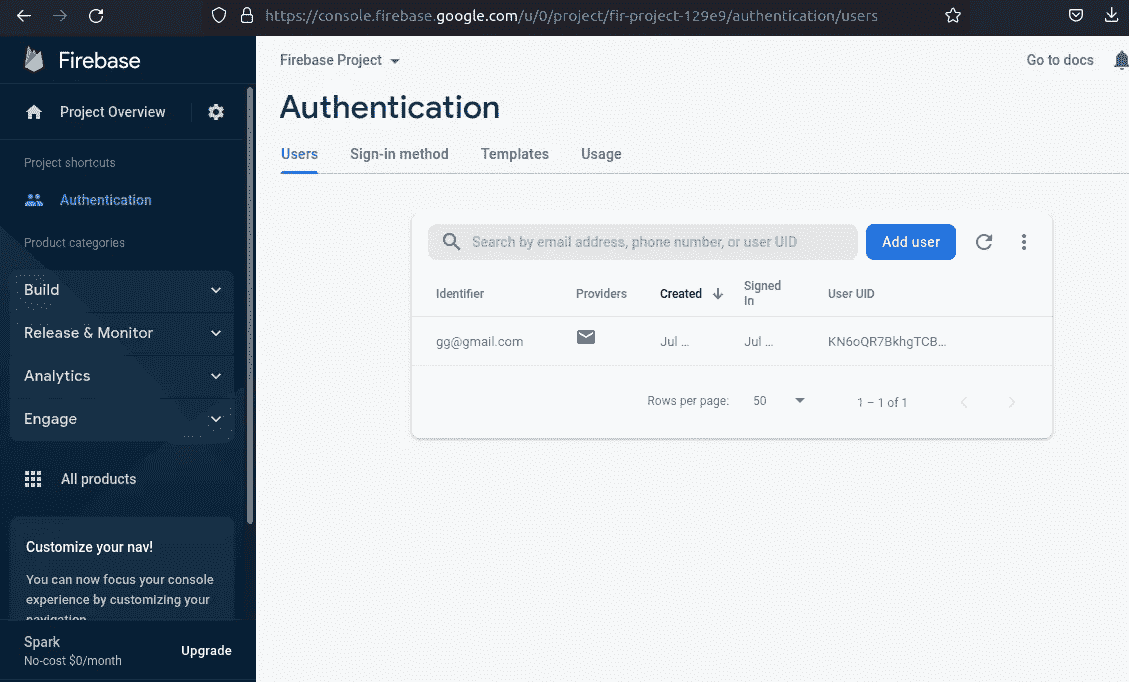 https://console.firebase.google.com/u/0/project/fir-project-129e9/authentication/users
Firebase
Project Overview
Project shortcuts
Authentication
Product categories
Build
Release & Monitor
Analytics
Engage
All products
Customize your nav!
You can now focus your console
experience by customizing your
navigation
Spark
No-cost $0/month
Upgrade
Firebase Project
Go to docs
Authentication
Users Sign-in method Templates Usage
Search by email address, phone number, or user UID
Add user
Identifier Providers Created Signed In User UID
gg@gmail.com Jul ... Jul ... KN6oQR7BkhgTCB...
Rows per page: 50 1 – 1 of 1